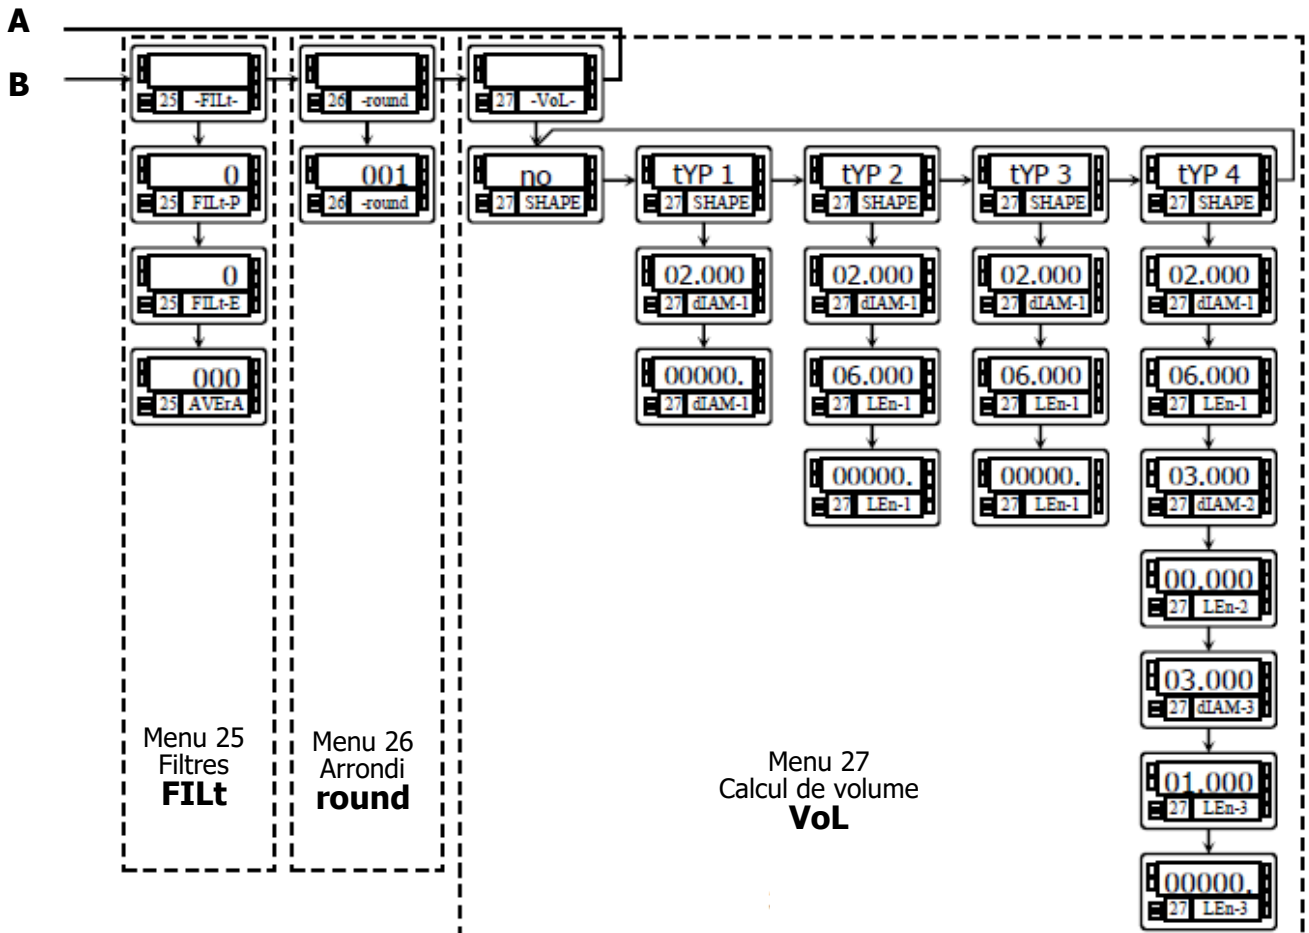 A
B
25 -FILt-
26 -round
27 -VoL-
0
25 FILt-P
001
26 -round
no
27 SHAPE
tYP 1
27 SHAPE
tYP 2
27 SHAPE
tYP 3
27 SHAPE
tYP 4
27 SHAPE
0
25 FILt-E
02.000
27 dIAM-1
02.000
27 dIAM-1
02.000
27 dIAM-1
02.000
27 dIAM-1
000
25 AVErA
00000.
27 dIAM-1
06.000
27 LEn-1
06.000
27 LEn-1
06.000
27 LEn-1
00000.
27 LEn-1
00000.
27 LEn-1
03.000
27 dIAM-2
00.000
27 LEn-2
03.000
27 dIAM-3
01.000
27 LEn-3
00000.
27 LEn-3
Menu 25
Filtres
FILt
Menu 26
Arrondi
round
Menu 27
Calcul de volume
VoL